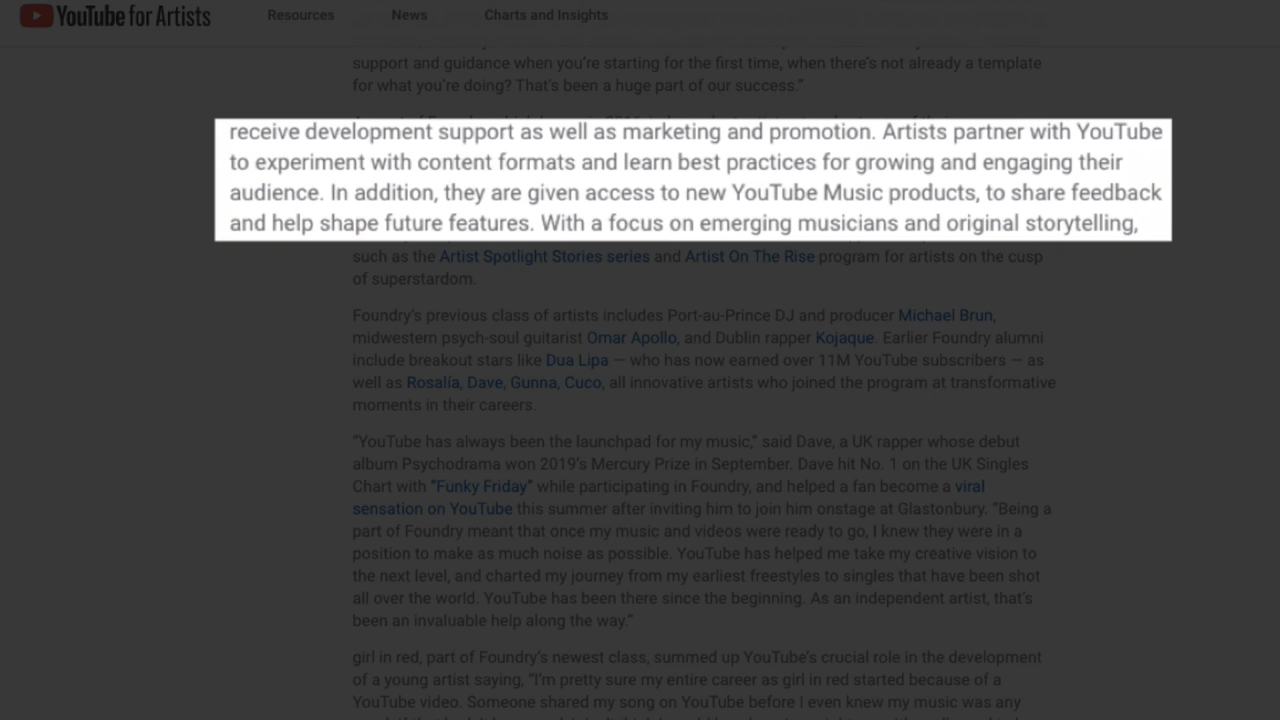 YouTube for Artists
Resources
News
Charts and Insights
support and guidance when you’re starting for the first time, when there’s not already a template
for what you’re doing? That’s been a huge part of our success.”
receive development support as well as marketing and promotion. Artists partner with YouTube
to experiment with content formats and learn best practices for growing and engaging their
audience. In addition, they are given access to new YouTube Music products, to share feedback
and help shape future features. With a focus on emerging musicians and original storytelling,
such as the Artist Spotlight Stories series and Artist On The Rise program for artists on the cusp
of superstardom.
Foundry’s previous class of artists includes Port-au-Prince DJ and producer Michael Brun,
midwestern psych-soul guitarist Omar Apollo, and Dublin rapper Kojaque. Earlier Foundry alumni
include breakout stars like Dua Lipa — who has now earned over 11M YouTube subscribers — as
well as Rosalía, Dave, Gunna, Cuco, all innovative artists who joined the program at transformative
moments in their careers.
“YouTube has always been the launchpad for my music,” said Dave, a UK rapper whose debut
album Psychodrama won 2019’s Mercury Prize in September. Dave hit No. 1 on the UK Singles
Chart with “Funky Friday” while participating in Foundry, and helped a fan become a viral
sensation on YouTube this summer after inviting him to join him onstage at Glastonbury. “Being a
part of Foundry meant that once my music and videos were ready to go, I knew they were in a
position to make as much noise as possible. YouTube has helped me take my creative vision to
the next level, and charted my journey from my earliest freestyles to singles that have been shot
all over the world. YouTube has been there since the beginning. As an independent artist, that’s
been an invaluable help along the way.”
girl in red, part of Foundry’s newest class, summed up YouTube’s crucial role in the development
of a young artist saying, “I’m pretty sure my entire career as girl in red started because of a
YouTube video. Someone shared my song on YouTube before I even knew my music was any